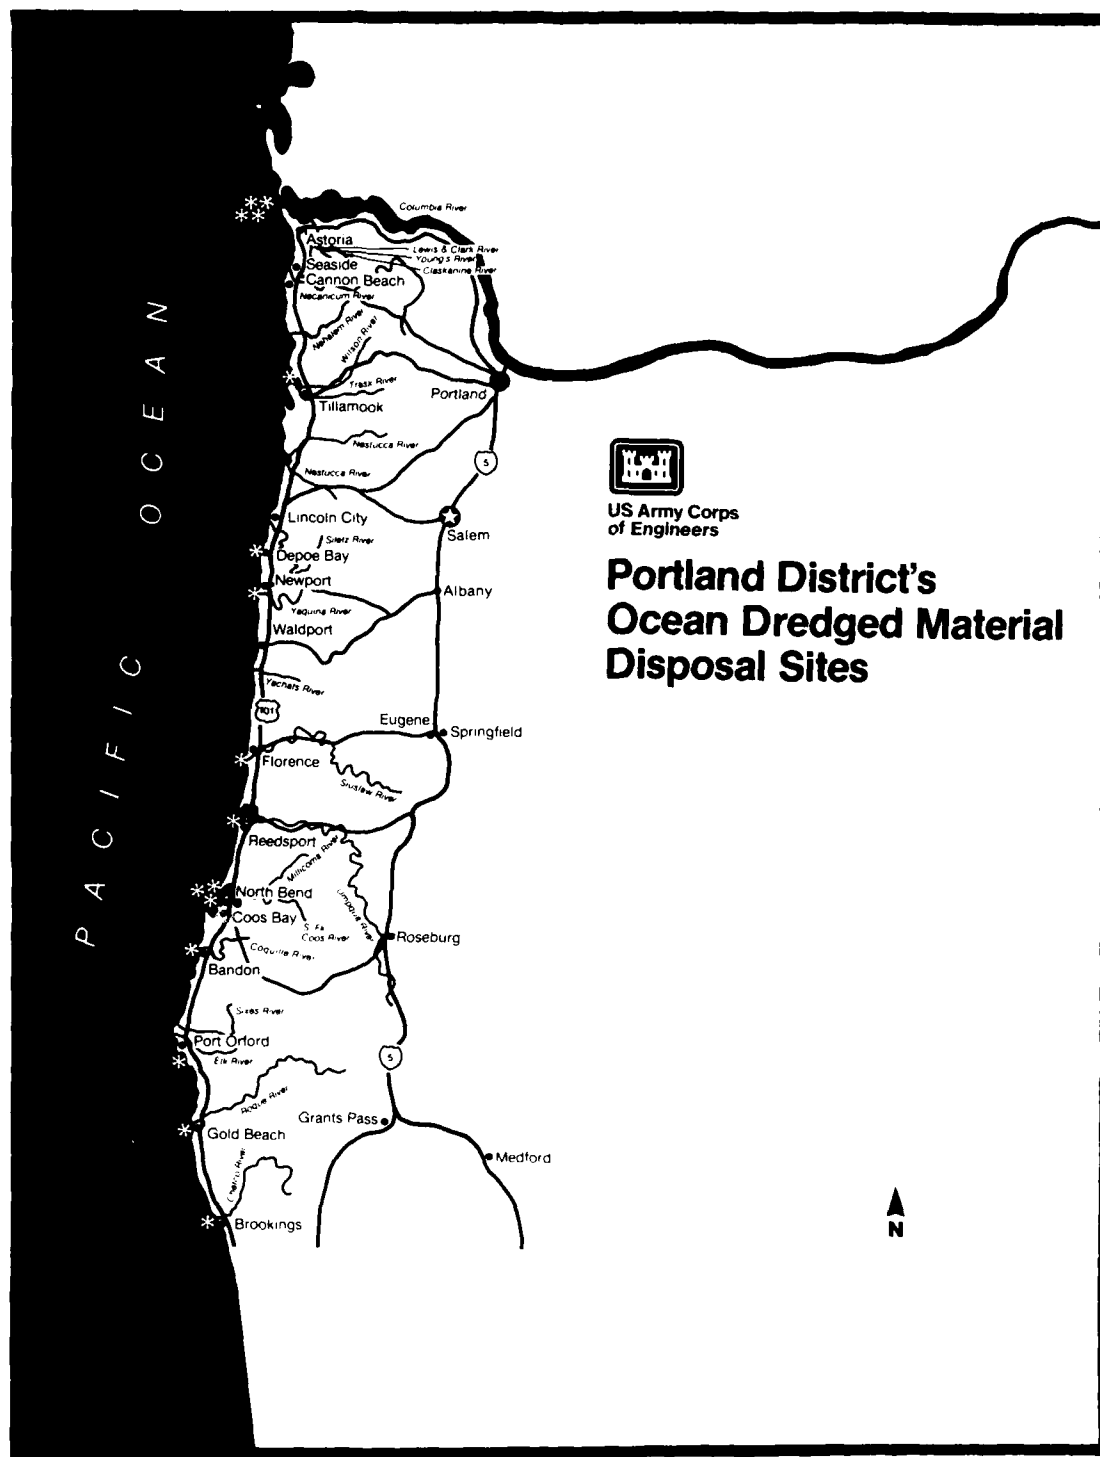 Columbia River
Astoria
Lewis & Clark River
Young's River
Claskanine River
Seaside
Cannon Beach
Necanicum River
Nehalem River
Wilson River
Trask River
Portland
Tillamook
Nestucca River
5
Nestucca River
US Army Corps
of Engineers
Lincoln City
Salem
Siletz River
Depoe Bay
Portland District's
Ocean Dredged Material
Disposal Sites
Newport
Albany
Yaquina River
Waldport
Yachats River
101
Eugene
Springfield
Florence
Siuslaw River
Reedsport
Millicoma River
North Bend
Umpqua River
Coos Bay
S. Fk.
Coos River
Roseburg
Coquille River
Bandon
Sixes River
Port Orford
Elk River
5
Rogue River
Grants Pass
Gold Beach
Medford
Chetco River
Brookings
N
PACIFIC OCEAN